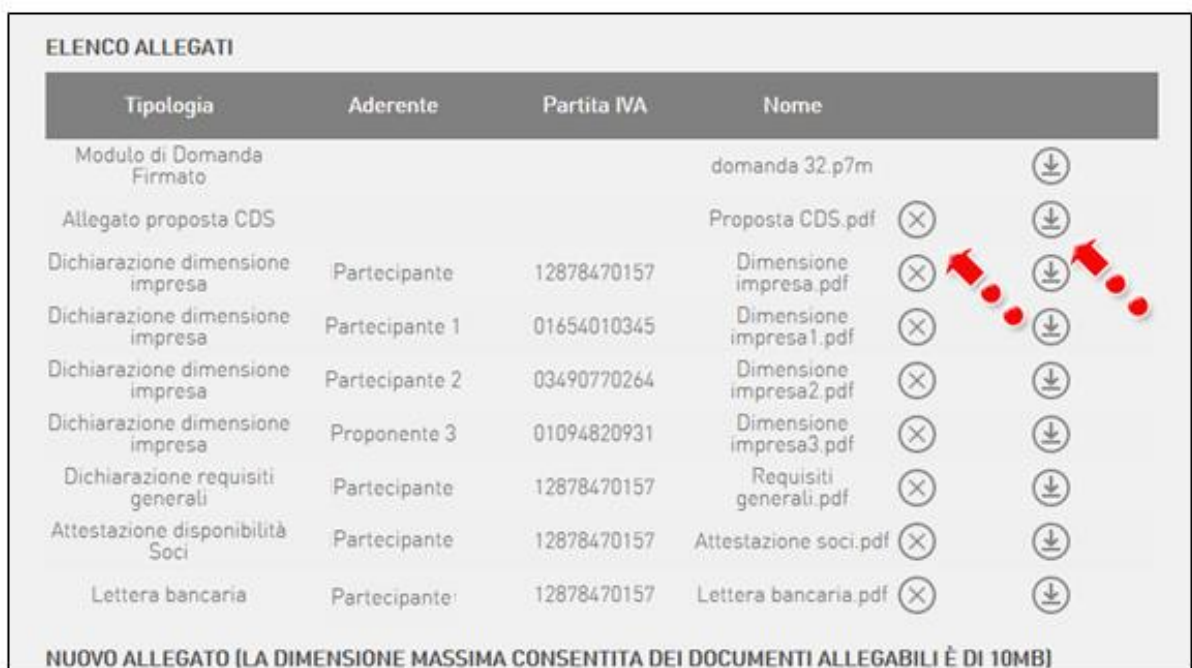 ELENCO ALLEGATI
Tipologia Aderente Partita IVA Nome
Modulo di Domanda
Firmato domanda 32.p7m
Allegato proposta CDS Proposta CDS.pdf
Dichiarazione dimensione
impresa Partecipante 12878470157 Dimensione
impresa.pdf
Dichiarazione dimensione
impresa Partecipante 1 01654010345 Dimensione
impresa1.pdf
Dichiarazione dimensione
impresa Partecipante 2 03490770264 Dimensione
impresa2.pdf
Dichiarazione dimensione
impresa Proponente 3 01094820931 Dimensione
impresa3.pdf
Dichiarazione requisiti
generali Partecipante 12878470157 Requisiti
generali.pdf
Attestazione disponibilità
Soci Partecipante 12878470157 Attestazione soci.pdf
Lettera bancaria Partecipante 12878470157 Lettera bancaria.pdf
NUOVO ALLEGATO (LA DIMENSIONE MASSIMA CONSENTITA DEI DOCUMENTI ALLEGABILI È DI 10MB)